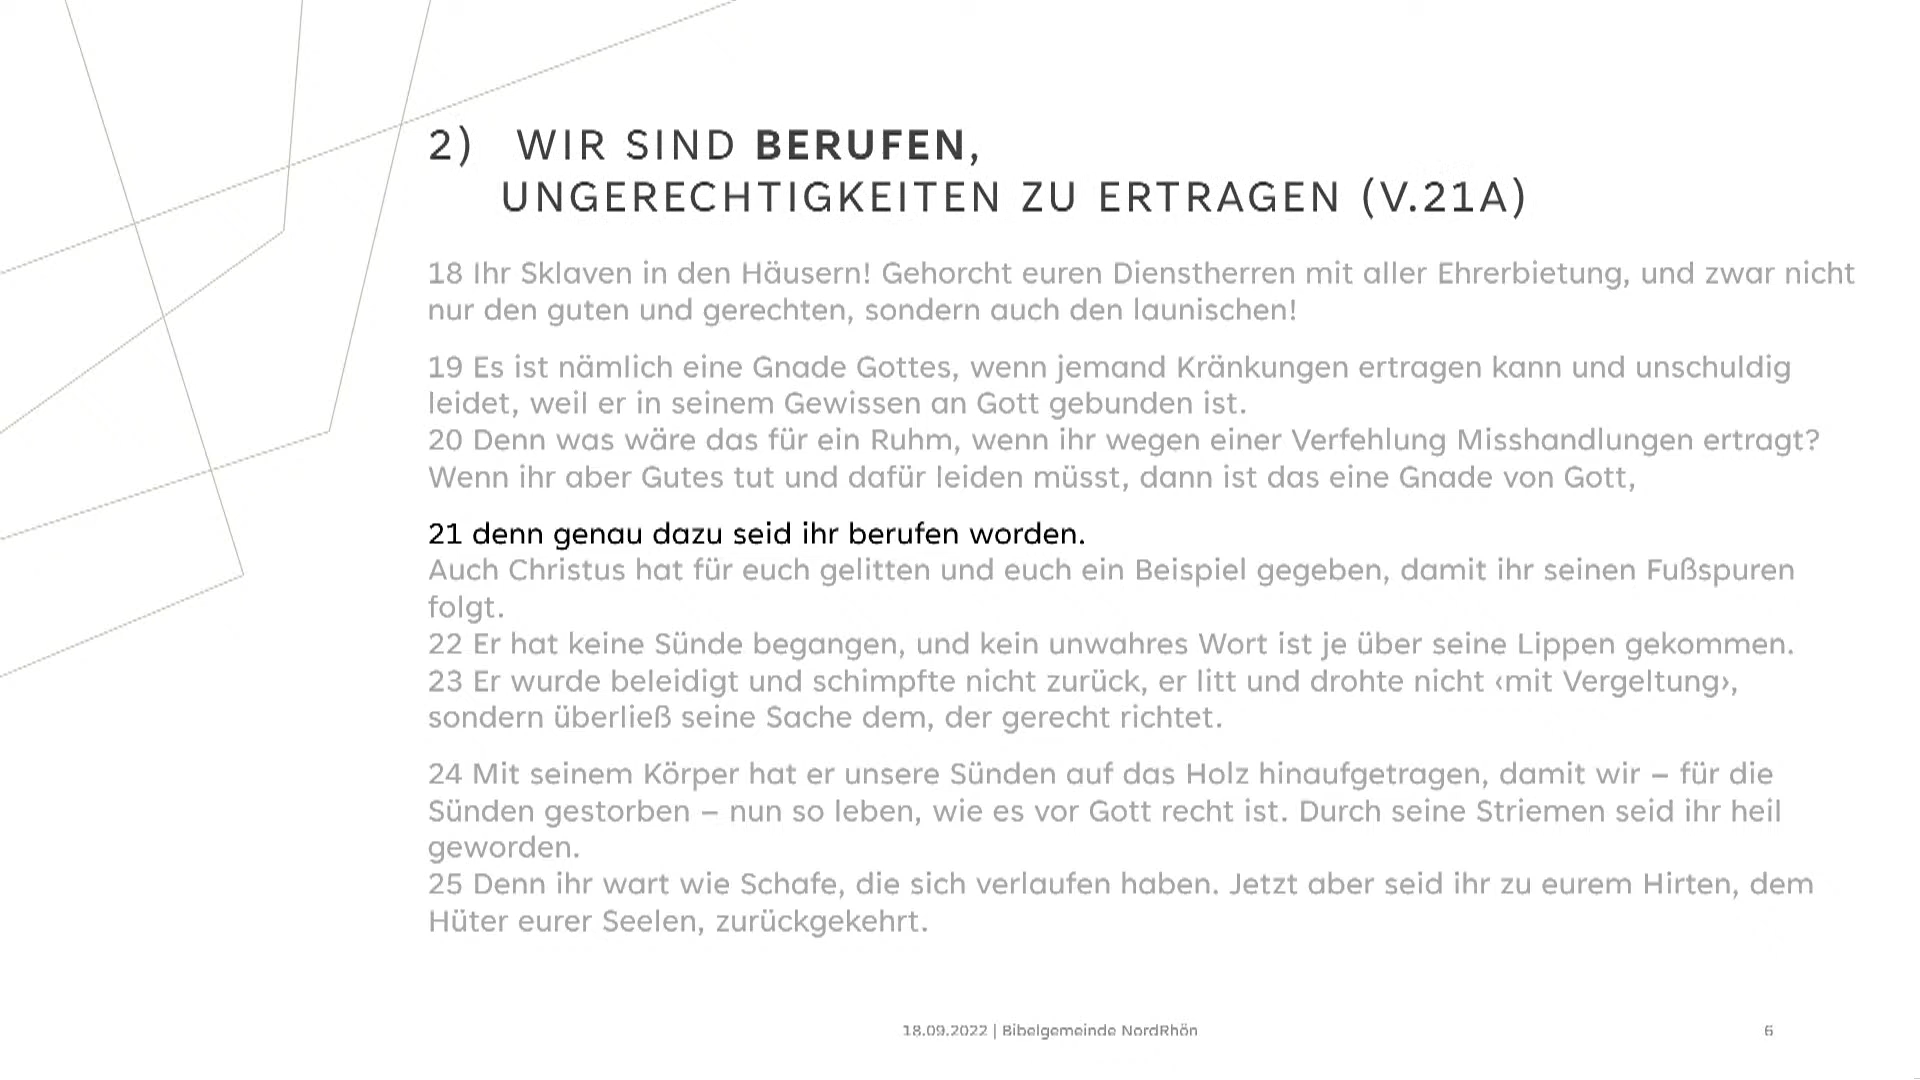 2) WIR SIND BERUFEN,
UNGERECHTIGKEITEN ZU ERTRAGEN (V.21A)
18 Ihr Sklaven in den Häusern! Gehorcht euren Dienstherren mit aller Ehrerbietung, und zwar nicht
nur den guten und gerechten, sondern auch den launischen!
19 Es ist nämlich eine Gnade Gottes, wenn jemand Kränkungen ertragen kann und unschuldig
leidet, weil er in seinem Gewissen an Gott gebunden ist.
20 Denn was wäre das für ein Ruhm, wenn ihr wegen einer Verfehlung Misshandlungen ertragt?
Wenn ihr aber Gutes tut und dafür leiden müsst, dann ist das eine Gnade von Gott,
21 denn genau dazu seid ihr berufen worden.
Auch Christus hat für euch gelitten und euch ein Beispiel gegeben, damit ihr seinen Fußspuren
folgt.
22 Er hat keine Sünde begangen, und kein unwahres Wort ist je über seine Lippen gekommen.
23 Er wurde beleidigt und schimpfte nicht zurück, er litt und drohte nicht ‹mit Vergeltung›,
sondern überließ seine Sache dem, der gerecht richtet.
24 Mit seinem Körper hat er unsere Sünden auf das Holz hinaufgetragen, damit wir – für die
Sünden gestorben – nun so leben, wie es vor Gott recht ist. Durch seine Striemen seid ihr heil
geworden.
25 Denn ihr wart wie Schafe, die sich verlaufen haben. Jetzt aber seid ihr zu eurem Hirten, dem
Hüter eurer Seelen, zurückgekehrt.
18.09.2022 | Bibelgemeinde NordRhön
6